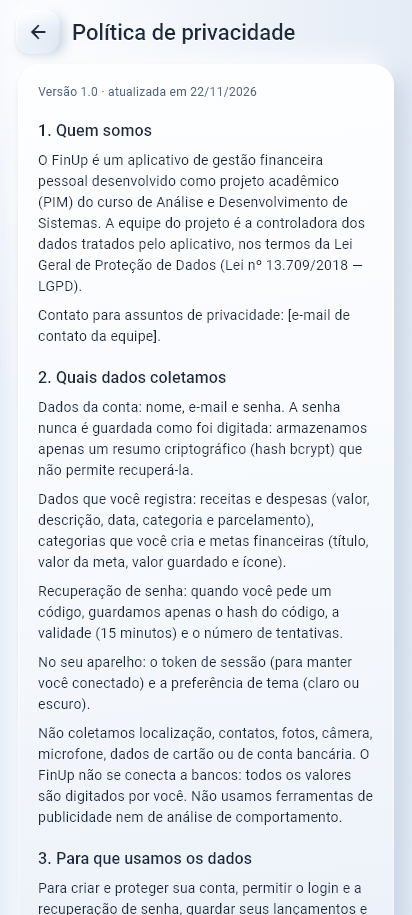 Política de privacidade
Versão 1.0 · atualizada em 22/11/2026
1. Quem somos
O FinUp é um aplicativo de gestão financeira
pessoal desenvolvido como projeto acadêmico
(PIM) do curso de Análise e Desenvolvimento de
Sistemas. A equipe do projeto é a controladora dos
dados tratados pelo aplicativo, nos termos da Lei
Geral de Proteção de Dados (Lei nº 13.709/2018 —
LGPD).
Contato para assuntos de privacidade: [e-mail de
contato da equipe].
2. Quais dados coletamos
Dados da conta: nome, e-mail e senha. A senha
nunca é guardada como foi digitada: armazenamos
apenas um resumo criptográfico (hash bcrypt) que
não permite recuperá-la.
Dados que você registra: receitas e despesas (valor,
descrição, data, categoria e parcelamento),
categorias que você cria e metas financeiras (título,
valor da meta, valor guardado e ícone).
Recuperação de senha: quando você pede um
código, guardamos apenas o hash do código, a
validade (15 minutos) e o número de tentativas.
No seu aparelho: o token de sessão (para manter
você conectado) e a preferência de tema (claro ou
escuro).
Não coletamos localização, contatos, fotos, câmera,
microfone, dados de cartão ou de conta bancária. O
FinUp não se conecta a bancos: todos os valores
são digitados por você. Não usamos ferramentas de
publicidade nem de análise de comportamento.
3. Para que usamos os dados
Para criar e proteger sua conta, permitir o login e a
recuperação de senha, guardar seus lançamentos e